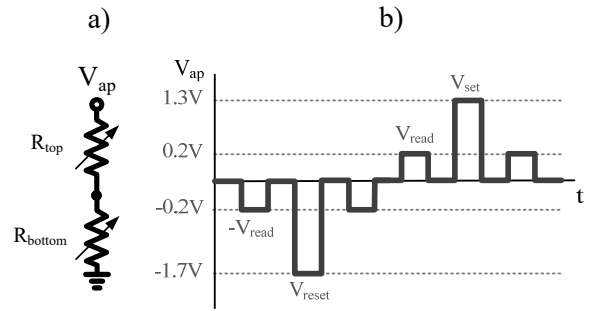 a)
b)
V_ap
R_top
R_bottom
V_ap
1.3V
0.2V
-0.2V
-1.7V
-V_read
V_reset
V_read
V_set
t